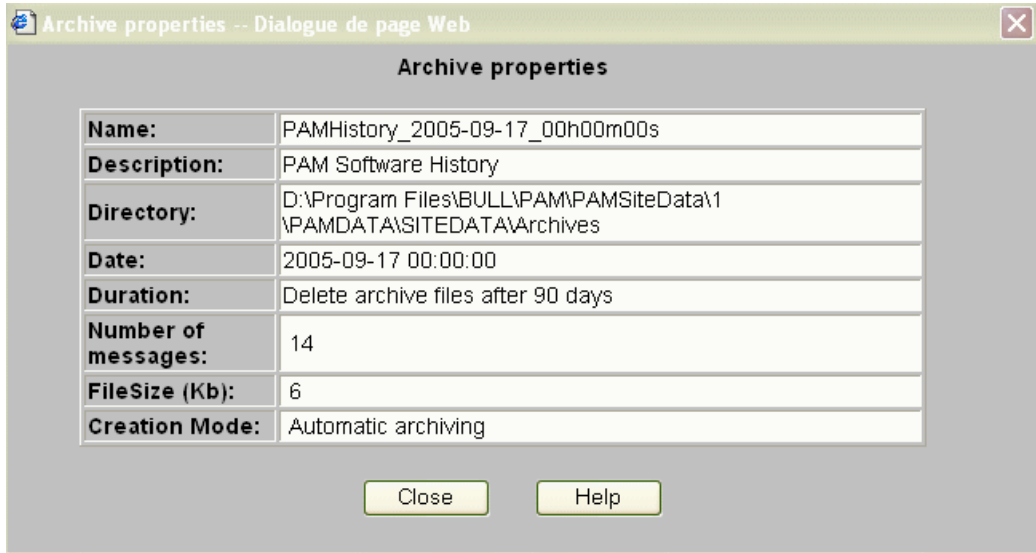 Archive properties -- Dialogue de page Web
Archive properties
Name: PAMHistory_2005-09-17_00h00m00s
Description: PAM Software History
Directory: D:\Program Files\BULL\PAM\PAMSiteData\1
\PAMDATA\SITEDATA\Archives
Date: 2005-09-17 00:00:00
Duration: Delete archive files after 90 days
Number of
messages: 14
FileSize (Kb): 6
Creation Mode: Automatic archiving
Close Help